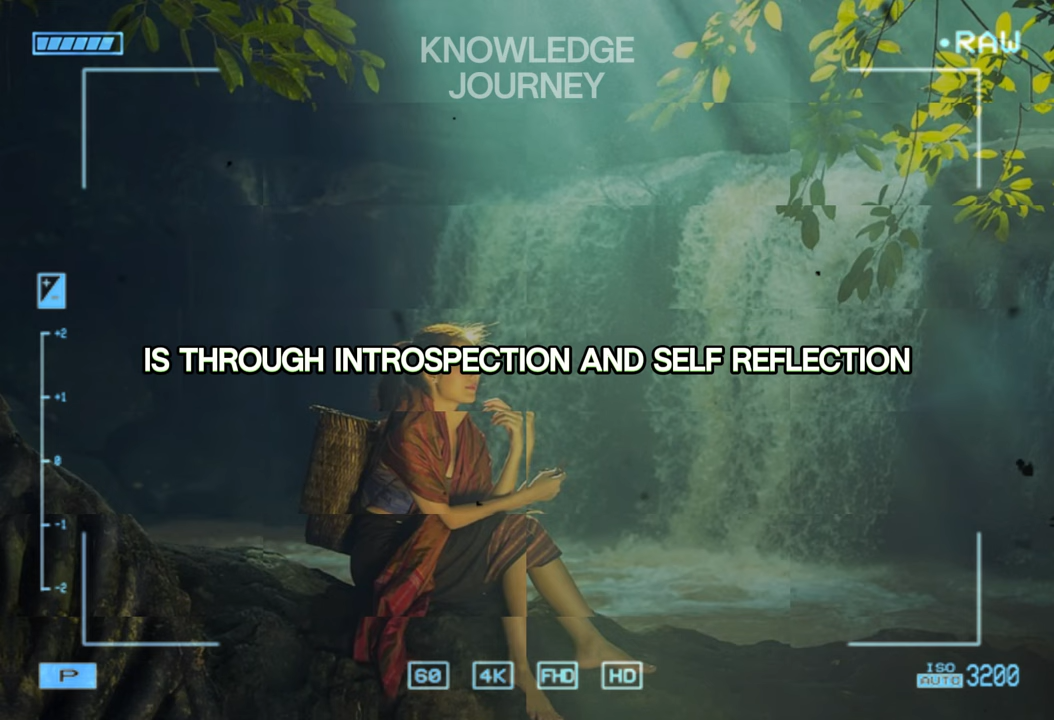 KNOWLEDGE
JOURNEY
RAW
+2
+1
IS THROUGH INTROSPECTION AND SELF REFLECTION
0
-1
-2
P
60
4K
FHD
HD
ISO
AUTO
3200